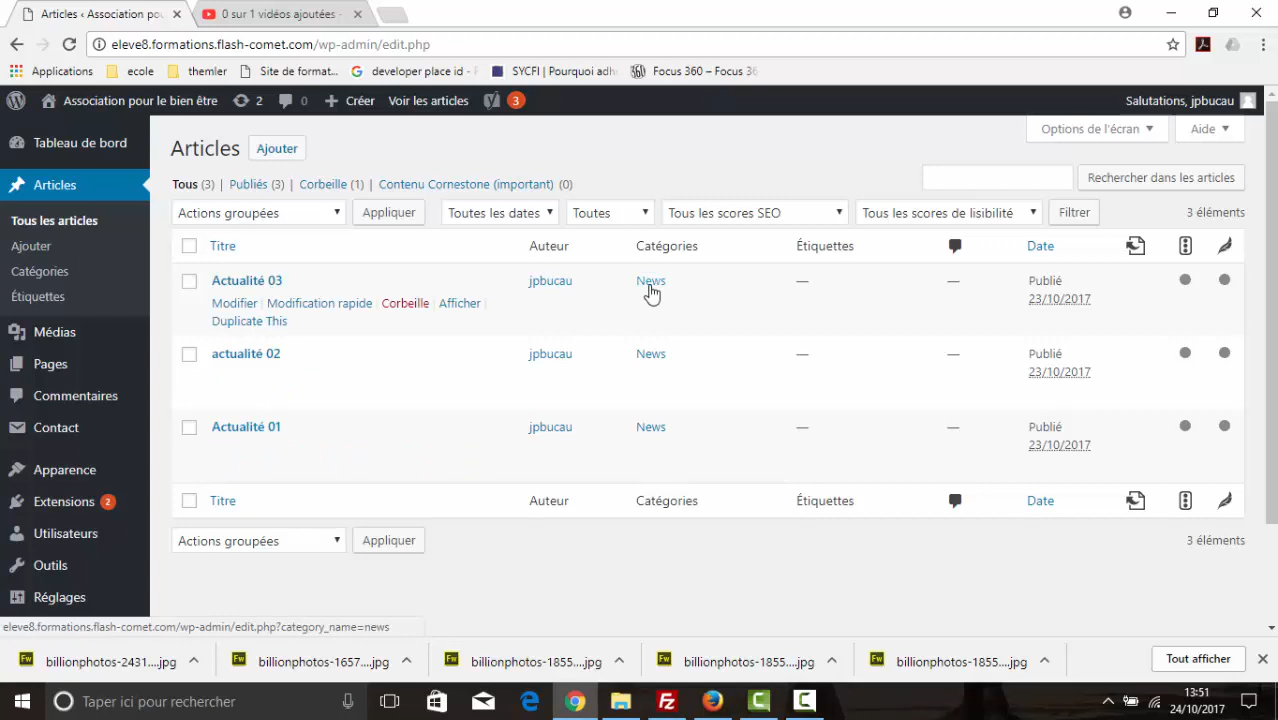 Articles ‹ Association pou
0 sur 1 vidéos ajoutées -
eleve8.formations.flash-comet.com/wp-admin/edit.php
Applications
ecole
themler
Site de format...
developer place id -
SYCFI | Pourquoi adh
Focus 360 – Focus 36
Association pour le bien être
2
0
Créer
Voir les articles
3
Salutations, jpbucau
Tableau de bord
Articles
Tous les articles
Ajouter
Catégories
Étiquettes
Médias
Pages
Commentaires
Contact
Apparence
Extensions 2
Utilisateurs
Outils
Réglages
Options de l'écran
Aide
Articles
Ajouter
Tous (3) | Publiés (3) | Corbeille (1) | Contenu Cornestone (important) (0)
Rechercher dans les articles
Actions groupées
Appliquer
Toutes les dates
Toutes
Tous les scores SEO
Tous les scores de lisibilité
Filtrer
3 éléments
Titre Auteur Catégories Étiquettes Date
Actualité 03 jpbucau News — — Publié
23/10/2017
Modifier | Modification rapide | Corbeille | Afficher |
Duplicate This
actualité 02 jpbucau News — — Publié
23/10/2017
Actualité 01 jpbucau News — — Publié
23/10/2017
Titre Auteur Catégories Étiquettes Date
Actions groupées
Appliquer
3 éléments
eleve8.formations.flash-comet.com/wp-admin/edit.php?category_name=news
billionphotos-2431....jpg
billionphotos-1657....jpg
billionphotos-1855....jpg
billionphotos-1855....jpg
billionphotos-1855....jpg
Tout afficher
Taper ici pour rechercher
13:51
24/10/2017